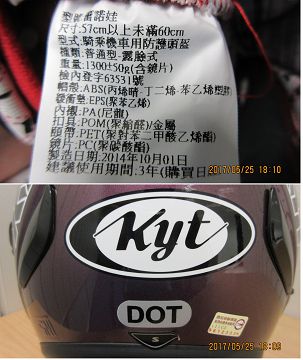 型號:雷諾娃
尺寸:57cm以上未滿60cm
型式:騎乘機車用防護頭盔
種類:普通型-露臉式
重量:1300±50g(含鏡片)
檢內登字63531號
帽殼:ABS(丙烯晴-丁二烯-苯乙烯塑膠
緩衝墊:EPS(聚苯乙烯)
內襯:PA(尼龍)
扣具:POM(聚縮醛)/金屬
帽帶:PET(聚對苯二甲酸乙烯酯)
鏡片:PC(聚碳酸酯)
製造日期:2014年10月01日
建議使用期間:3年(購買日
2017/05/25 18:10
Kyt
DOT
S
2017/05/25